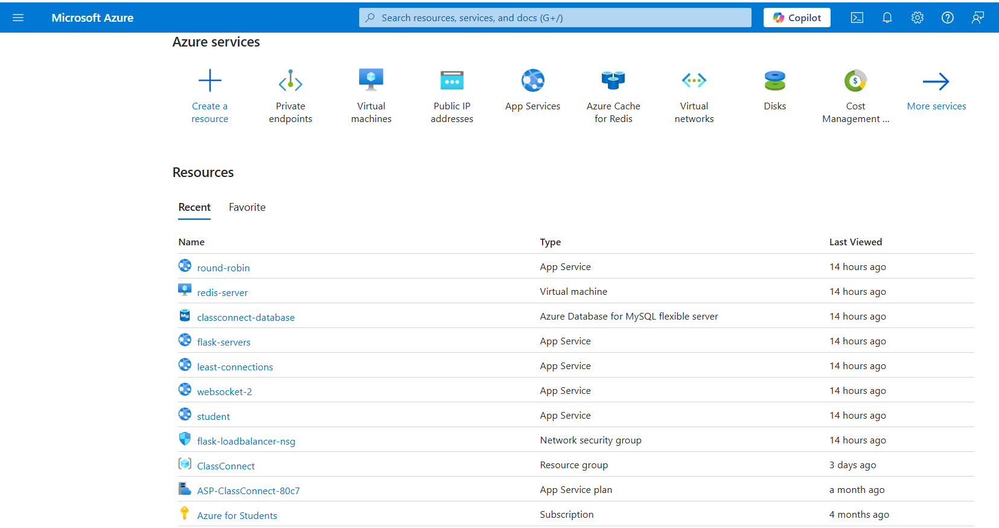 Microsoft Azure
Search resources, services, and docs (G+/)
Copilot
Azure services
Create a resource
Private endpoints
Virtual machines
Public IP addresses
App Services
Azure Cache for Redis
Virtual networks
Disks
Cost Management ...
More services
Resources
Recent Favorite
Name Type Last Viewed
round-robin App Service 14 hours ago
redis-server Virtual machine 14 hours ago
My
classconnect-database Azure Database for MySQL flexible server 14 hours ago
flask-servers App Service 14 hours ago
least-connections App Service 14 hours ago
websocket-2 App Service 14 hours ago
student App Service 14 hours ago
flask-loadbalancer-nsg Network security group 14 hours ago
ClassConnect Resource group 3 days ago
ASP-ClassConnect-80c7 App Service plan a month ago
Azure for Students Subscription 4 months ago